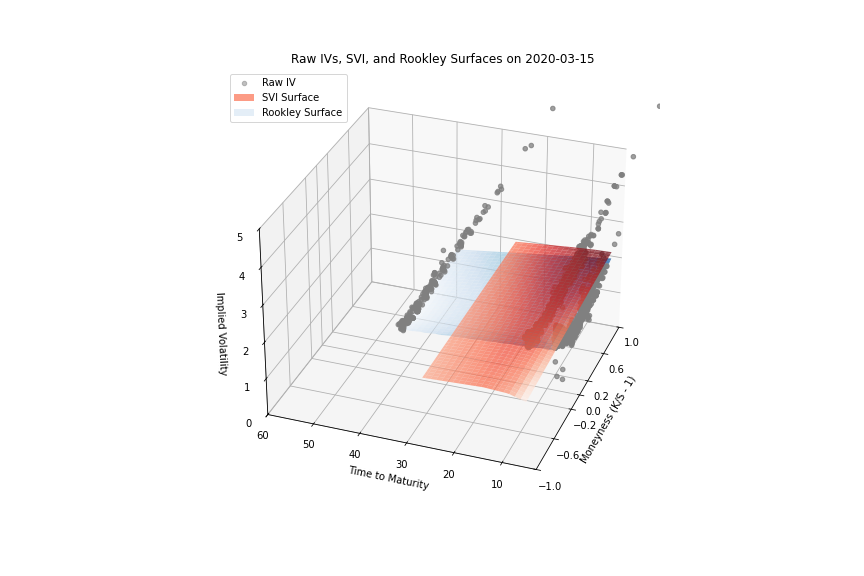 Raw IVs, SVI, and Rookley Surfaces on 2020-03-15
Raw IV
SVI Surface
Rookley Surface
5
4
3
2
1
0
Implied Volatility
60
50
40
30
20
10
Time to Maturity
1.0
0.6
0.2
0.0
−0.2
−0.6
−1.0
Moneyness (K/S - 1)